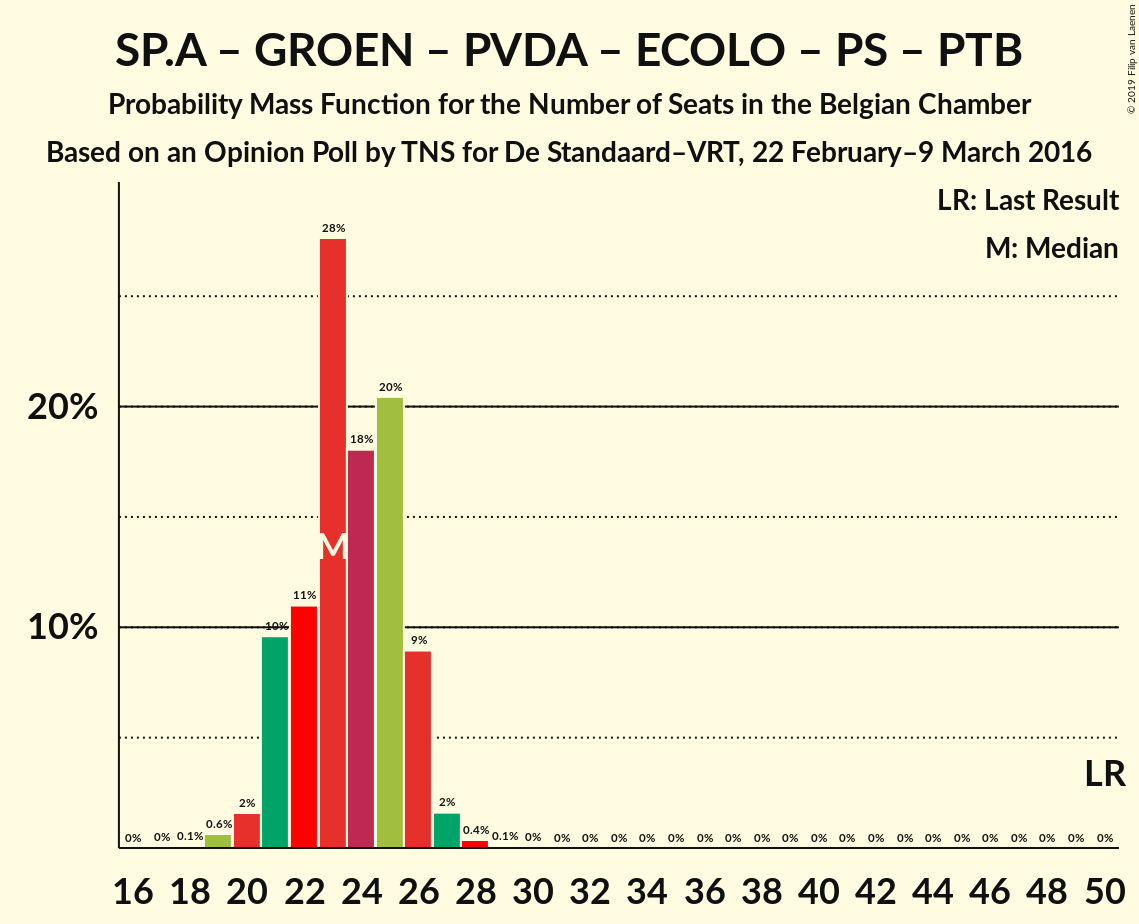 SP.A – GROEN – PVDA – ECOLO – PS – PTB
Probability Mass Function for the Number of Seats in the Belgian Chamber
Based on an Opinion Poll by TNS for De Standaard–VRT, 22 February–9 March 2016
© 2019 Filip van Laenen
LR: Last Result
M: Median
28%
20%
20%
18%
M
11%
10%
10%
9%
LR
2%
2%
0% 0% 0.1% 0.6% 0.4% 0.1% 0% 0% 0% 0% 0% 0% 0% 0% 0% 0% 0% 0% 0% 0% 0% 0% 0% 0% 0%
16 18 20 22 24 26 28 30 32 34 36 38 40 42 44 46 48 50